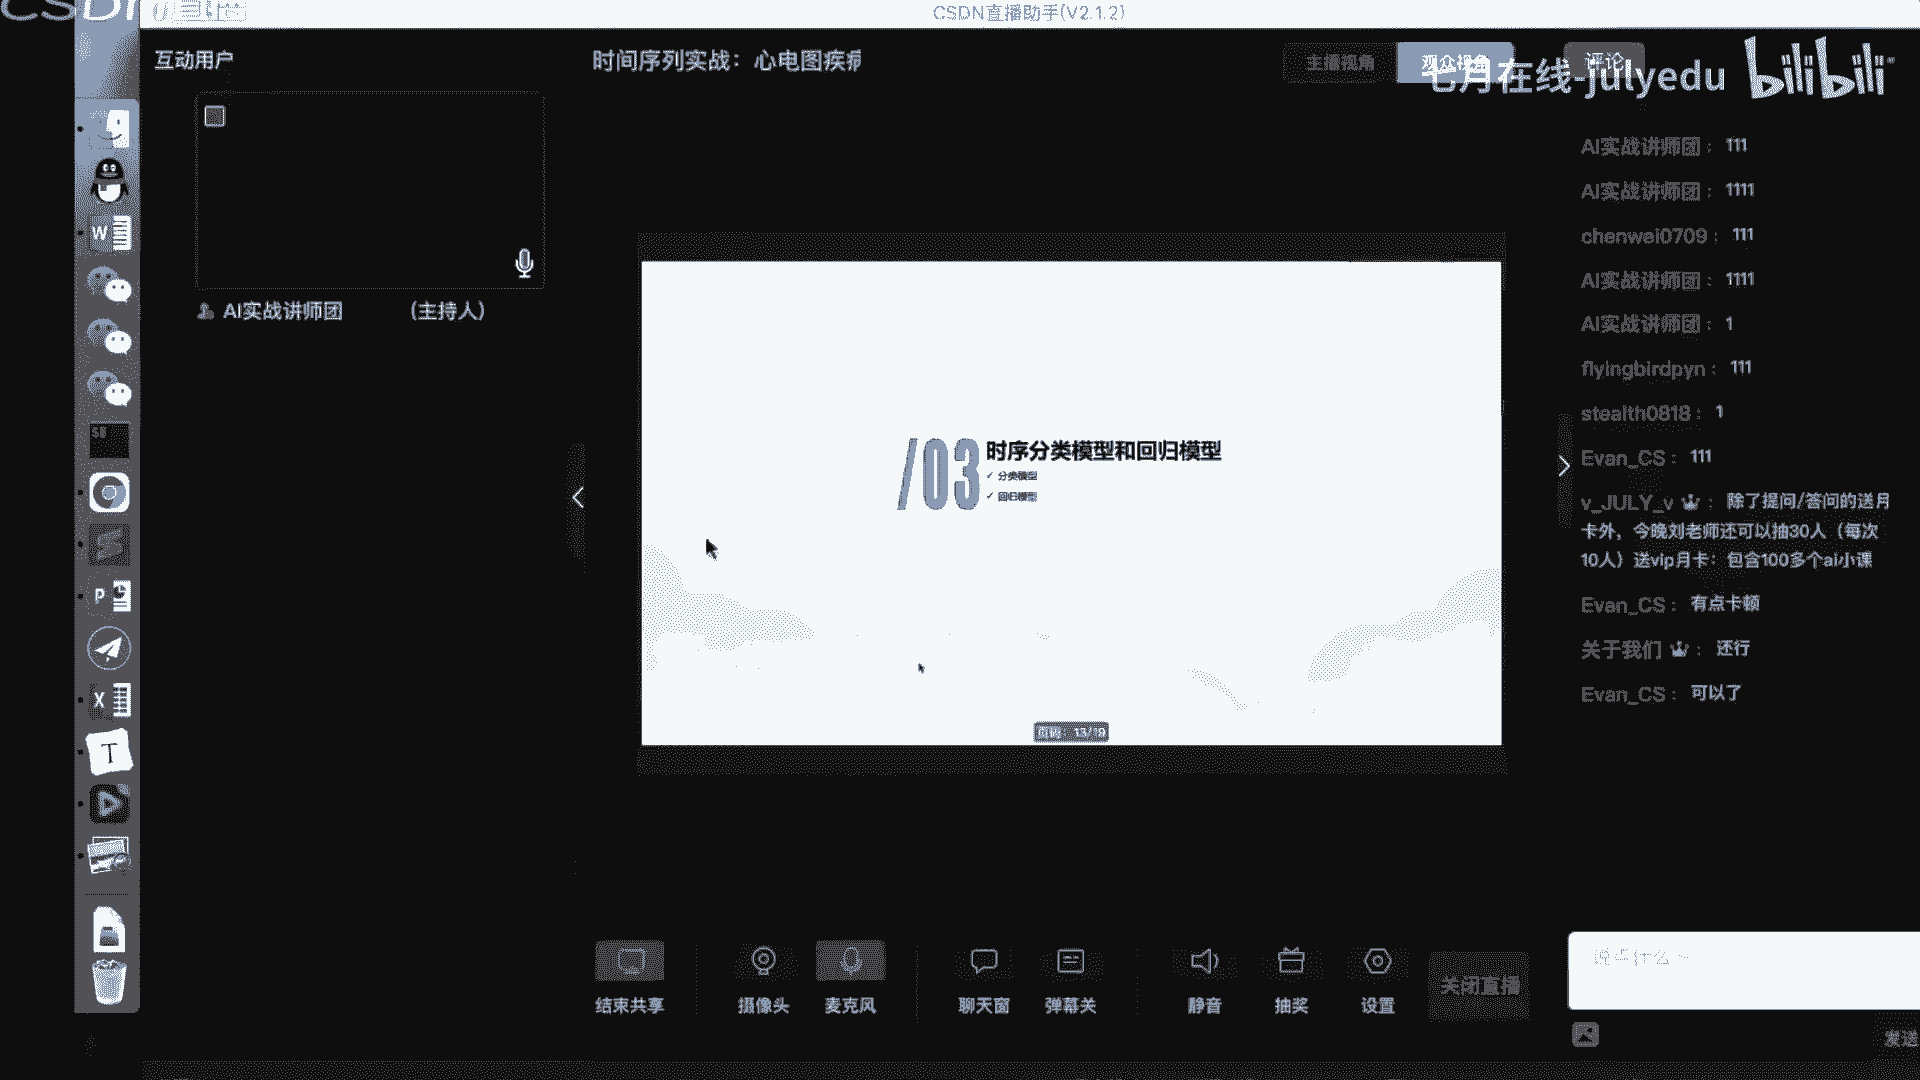 CSDN直播助手(V2.1.2)
互动用户
时间序列实战：心电图疾病
主播视角
观众视角
评论
七月在线-julyedu
bilibili
AI实战讲师团
(主持人)
/03
时序分类模型和回归模型
✓ 分类模型
✓ 回归模型
页码：13/19
AI实战讲师团： 111
AI实战讲师团： 1111
chenwei0709： 111
AI实战讲师团： 1111
AI实战讲师团： 1
flyingbirdpyn： 111
stealth0818： 1
Evan_CS： 111
v_JULY_v ： 除了提问/答问的送月
卡外，今晚刘老师还可以抽30人（每次
10人）送vip月卡：包含100多个ai小课
Evan_CS： 有点卡顿
关于我们 ： 还行
Evan_CS： 可以了
说点什么~
结束共享
摄像头
麦克风
聊天窗
弹幕关
静音
抽奖
设置
关闭直播
发送